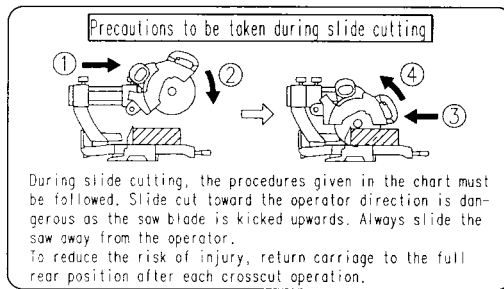 Precautions to be taken during slide cutting
① ② ④ ③
During slide cutting, the procedures given in the chart must
be followed. Slide cut toward the operator direction is dan-
gerous as the saw blade is kicked upwards. Always slide the
saw away from the operator.
To reduce the risk of injury, return carriage to the full
rear position after each crosscut operation.